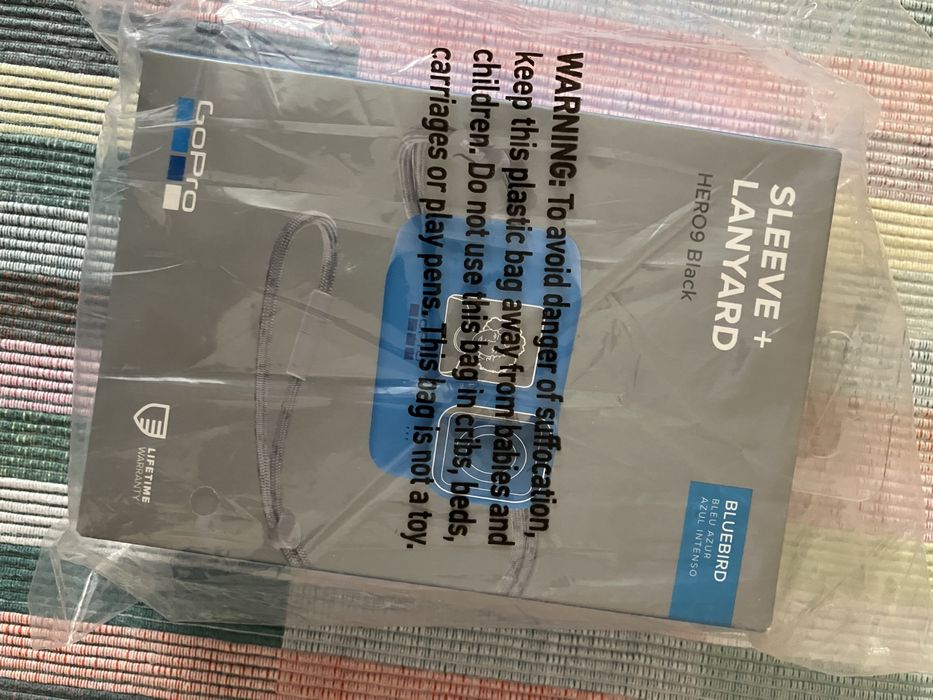 SLEEVE +
LANYARD
HERO9 Black
BLUEBIRD
BLEU AZUR
AZUL INTENSO
WARNING: To avoid danger of suffocation,
keep this plastic bag away from babies and
children. Do not use this bag in cribs, beds,
carriages or play pens. This bag is not a toy.
GoPro
LIFETIME
WARRANTY